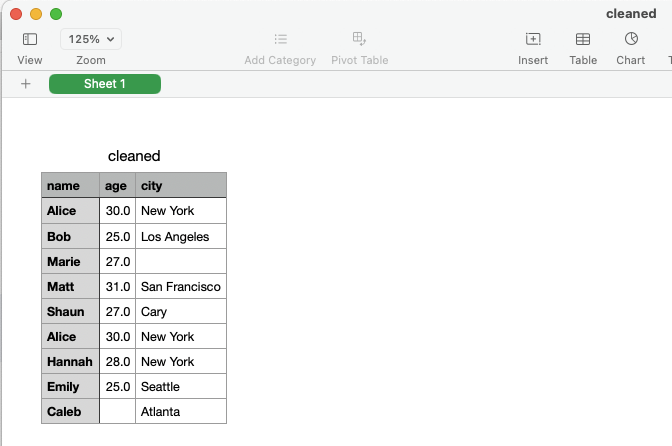 cleaned
125%
View Zoom Add Category Pivot Table Insert Table Chart
+ Sheet 1
cleaned
name age city
Alice 30.0 New York
Bob 25.0 Los Angeles
Marie 27.0
Matt 31.0 San Francisco
Shaun 27.0 Cary
Alice 30.0 New York
Hannah 28.0 New York
Emily 25.0 Seattle
Caleb Atlanta